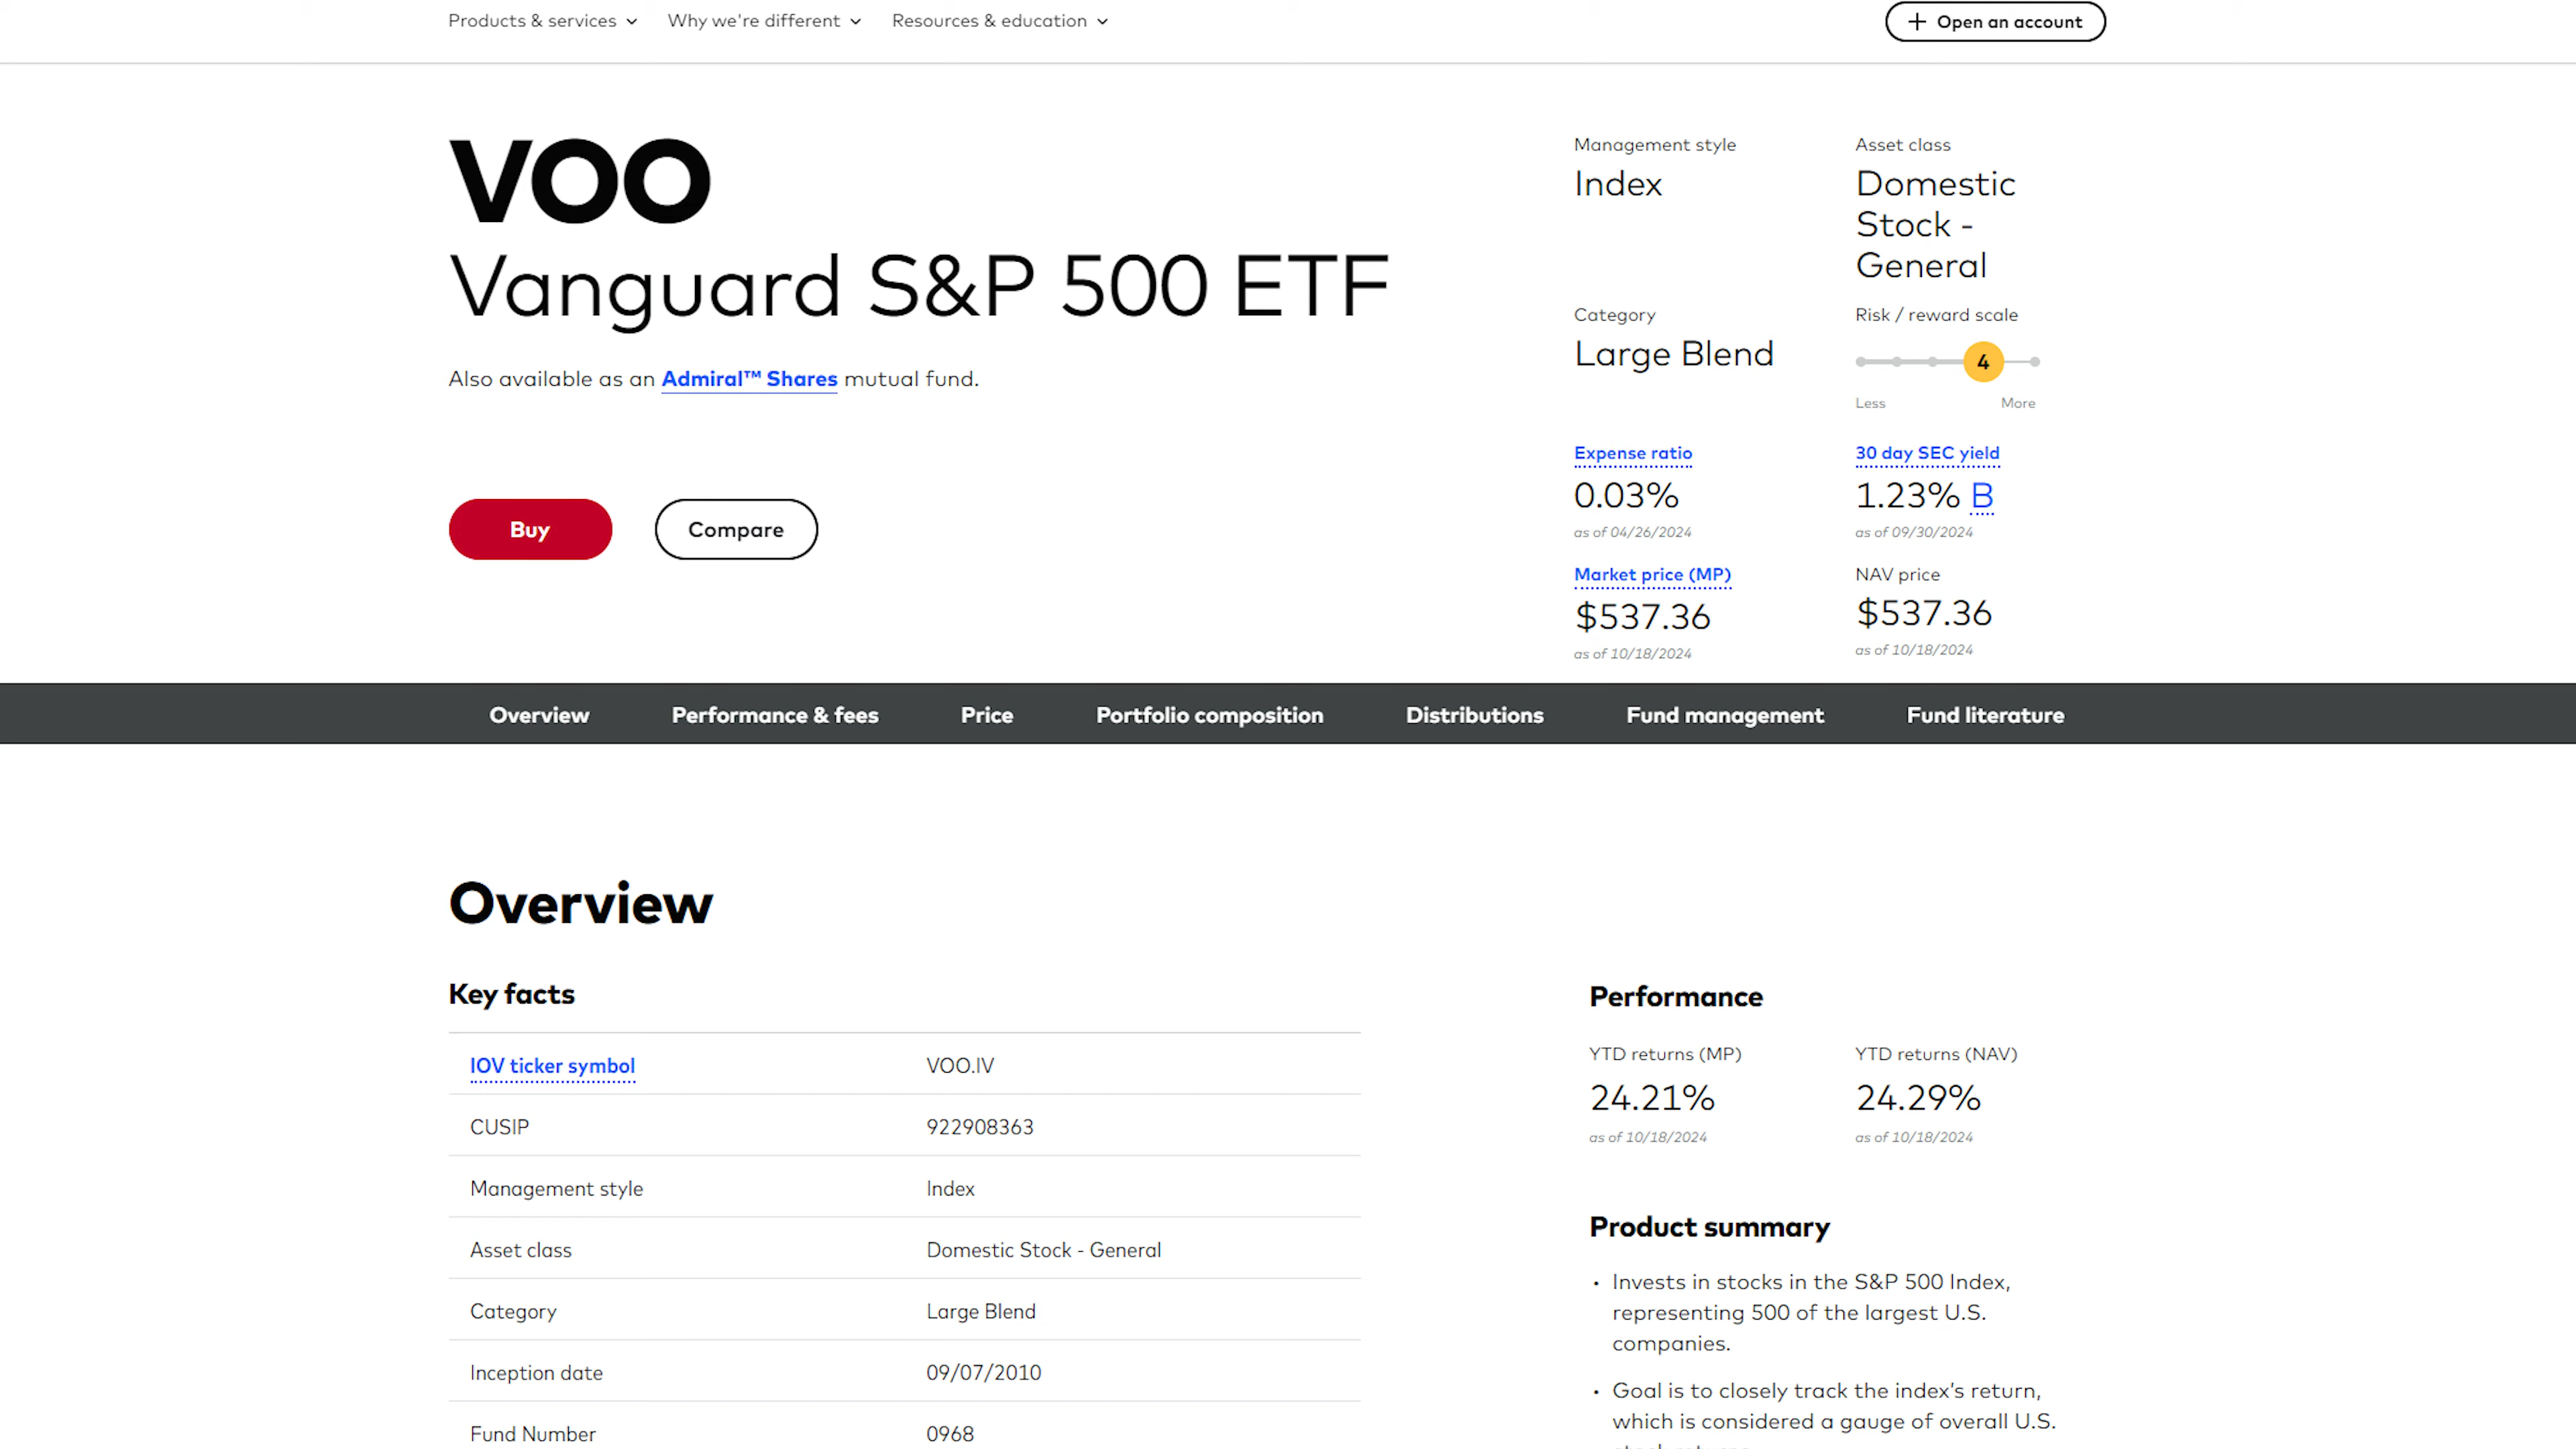 Products & services
Why we're different
Resources & education
Open an account
VOO
Vanguard S&P 500 ETF
Also available as an Admiral™ Shares mutual fund.
Buy
Compare
Management style
Index
Asset class
Domestic
Stock -
General
Category
Large Blend
Risk / reward scale
4
Less
More
Expense ratio
0.03%
as of 04/26/2024
30 day SEC yield
1.23% B
as of 09/30/2024
Market price (MP)
$537.36
as of 10/18/2024
NAV price
$537.36
as of 10/18/2024
Overview
Performance & fees
Price
Portfolio composition
Distributions
Fund management
Fund literature
Overview
Key facts
IOV ticker symbol
VOO.IV
CUSIP
922908363
Management style
Index
Asset class
Domestic Stock - General
Category
Large Blend
Inception date
09/07/2010
Fund Number
0968
Performance
YTD returns (MP)
24.21%
as of 10/18/2024
YTD returns (NAV)
24.29%
as of 10/18/2024
Product summary
• Invests in stocks in the S&P 500 Index,
representing 500 of the largest U.S.
companies.
• Goal is to closely track the index's return,
which is considered a gauge of overall U.S.